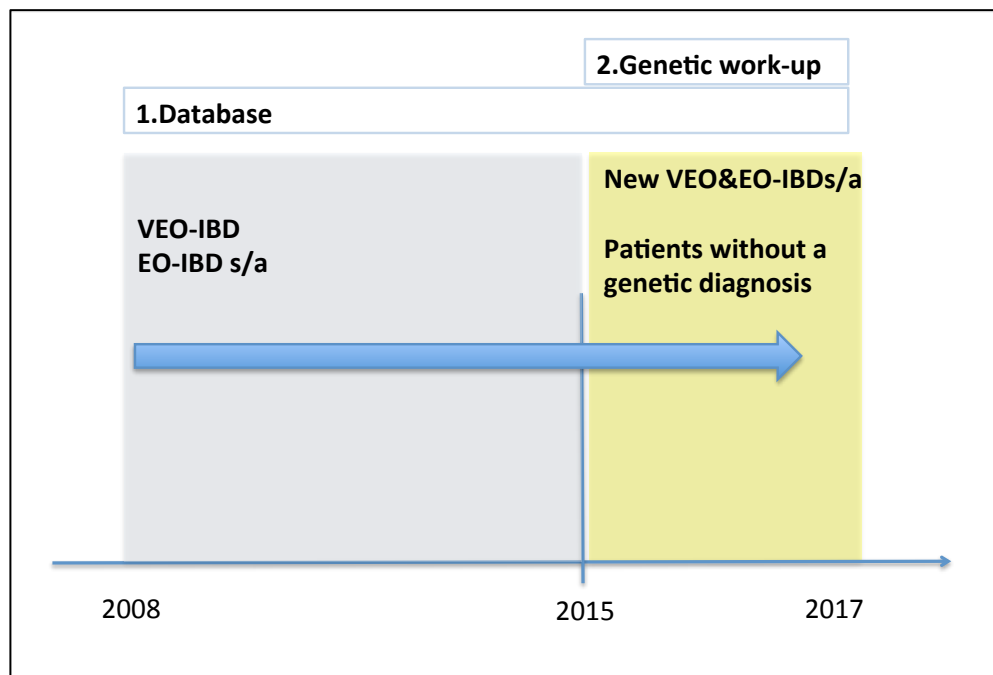 2.Genetic work-up
1.Database
New VEO&EO-IBDs/a
VEO-IBD
EO-IBD s/a
Patients without a
genetic diagnosis
2008
2015
2017